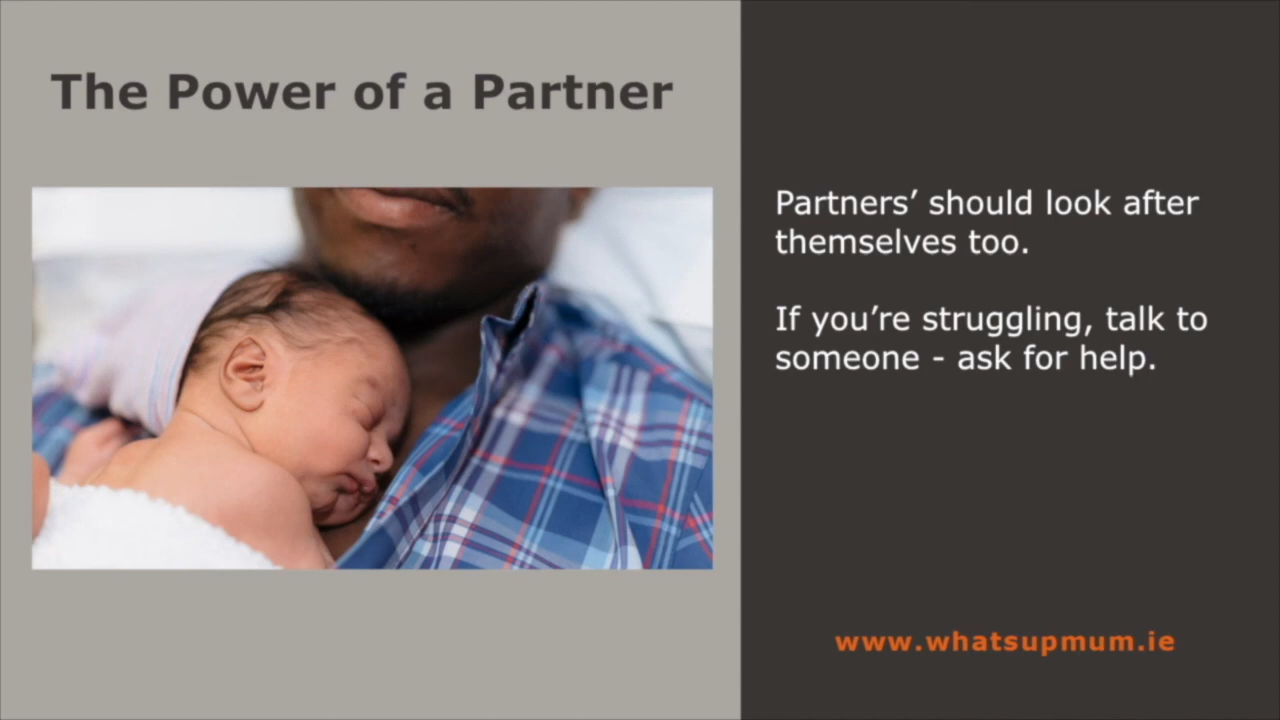 The Power of a Partner
Partners’ should look after
themselves too.
If you’re struggling, talk to
someone - ask for help.
www.whatsupmum.ie